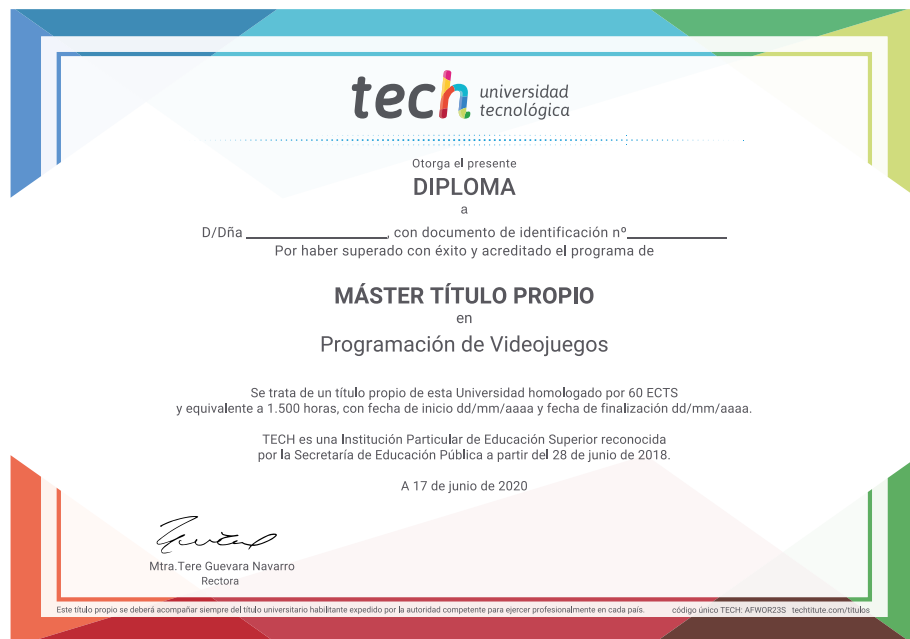 tech universidad
tecnológica
Otorga el presente
DIPLOMA
a
D/Dña ____________, con documento de identificación nº____________
Por haber superado con éxito y acreditado el programa de
MÁSTER TÍTULO PROPIO
en
Programación de Videojuegos
Se trata de un título propio de esta Universidad homologado por 60 ECTS
y equivalente a 1.500 horas, con fecha de inicio dd/mm/aaaa y fecha de finalización dd/mm/aaaa.
TECH es una Institución Particular de Educación Superior reconocida
por la Secretaría de Educación Pública a partir del 28 de junio de 2018.
A 17 de junio de 2020
Mtra.Tere Guevara Navarro
Rectora
Este título propio se deberá acompañar siempre del título universitario habilitante expedido por la autoridad competente para ejercer profesionalmente en cada país. código único TECH: AFWOR23S techtitute.com/titulos